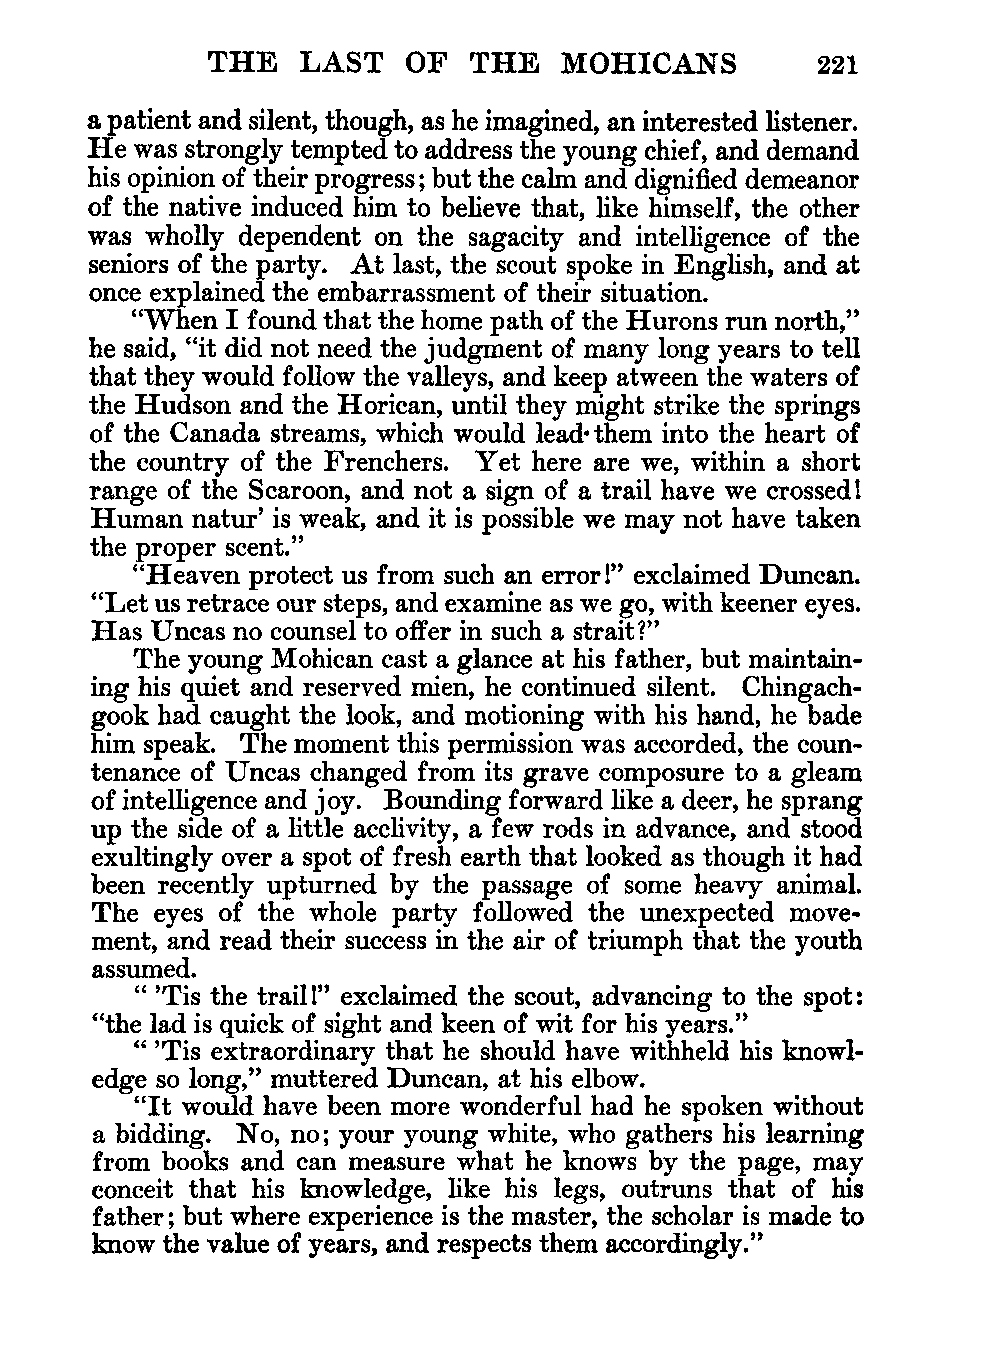 THE LAST OF THE MOHICANS 221
a patient and silent, though, as he imagined, an interested listener.
He was strongly tempted to address the young chief, and demand
his opinion of their progress; but the calm and dignified demeanor
of the native induced him to believe that, like himself, the other
was wholly dependent on the sagacity and intelligence of the
seniors of the party. At last, the scout spoke in English, and at
once explained the embarrassment of their situation.
“When I found that the home path of the Hurons run north,”
he said, “it did not need the judgment of many long years to tell
that they would follow the valleys, and keep atween the waters of
the Hudson and the Horican, until they might strike the springs
of the Canada streams, which would lead them into the heart of
the country of the Frenchers. Yet here are we, within a short
range of the Scaroon, and not a sign of a trail have we crossed!
Human natur’ is weak, and it is possible we may not have taken
the proper scent.”
“Heaven protect us from such an error!” exclaimed Duncan.
“Let us retrace our steps, and examine as we go, with keener eyes.
Has Uncas no counsel to offer in such a strait?”
The young Mohican cast a glance at his father, but maintain-
ing his quiet and reserved mien, he continued silent. Chingach-
gook had caught the look, and motioning with his hand, he bade
him speak. The moment this permission was accorded, the coun-
tenance of Uncas changed from its grave composure to a gleam
of intelligence and joy. Bounding forward like a deer, he sprang
up the side of a little acclivity, a few rods in advance, and stood
exultingly over a spot of fresh earth that looked as though it had
been recently upturned by the passage of some heavy animal.
The eyes of the whole party followed the unexpected move-
ment, and read their success in the air of triumph that the youth
assumed.
“ ’Tis the trail!” exclaimed the scout, advancing to the spot:
“the lad is quick of sight and keen of wit for his years.”
“ ’Tis extraordinary that he should have withheld his knowl-
edge so long,” muttered Duncan, at his elbow.
“It would have been more wonderful had he spoken without
a bidding. No, no; your young white, who gathers his learning
from books and can measure what he knows by the page, may
conceit that his knowledge, like his legs, outruns that of his
father; but where experience is the master, the scholar is made to
know the value of years, and respects them accordingly.”